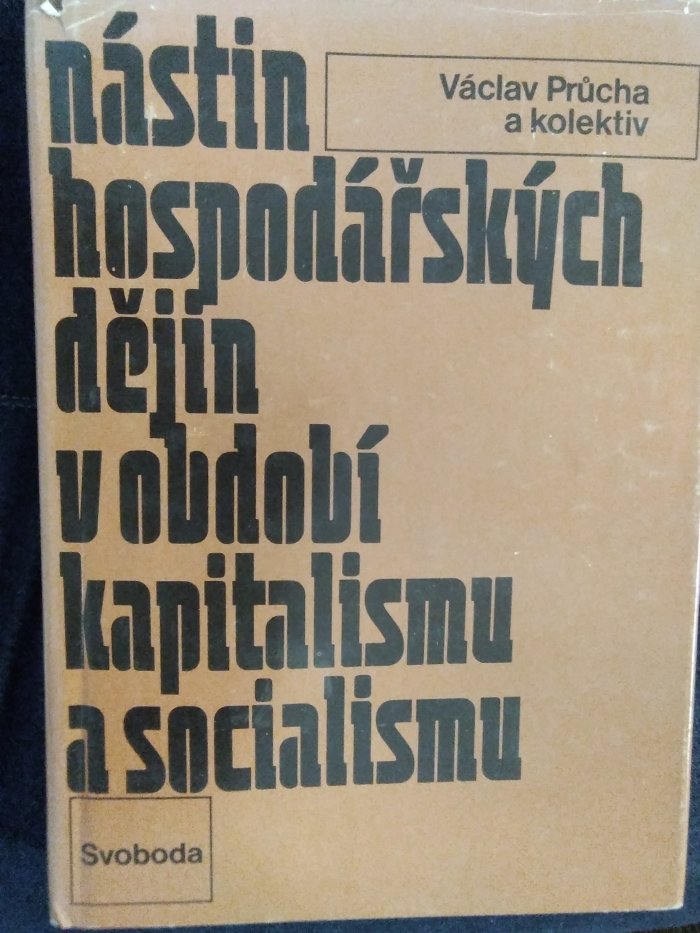 nástin
Václav Průcha
a kolektiv
hospodářských
dějin
v období
kapitalismu
a socialismu
Svoboda